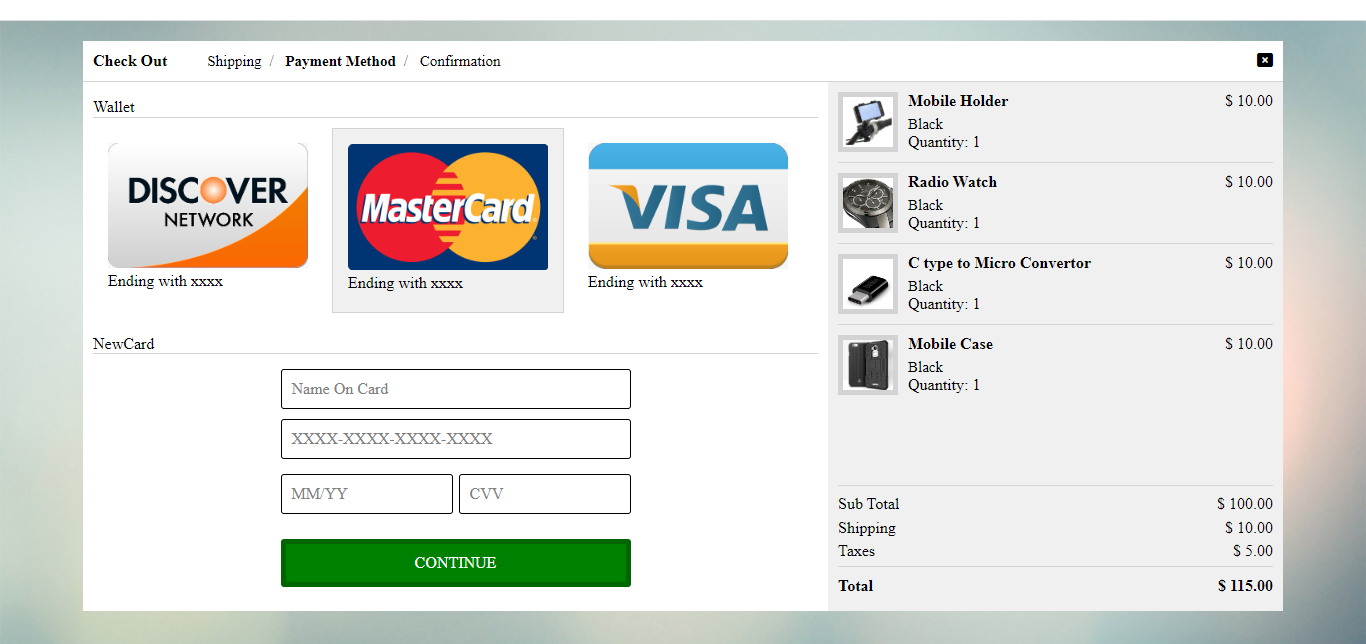 Check Out Shipping / Payment Method / Confirmation
Wallet
DISCOVER
NETWORK
Ending with xxxx
MasterCard
Ending with xxxx
VISA
Ending with xxxx
NewCard
Name On Card
XXXX-XXXX-XXXX-XXXX
MM/YY CVV
CONTINUE
Mobile Holder $ 10.00
Black
Quantity: 1
Radio Watch $ 10.00
Black
Quantity: 1
C type to Micro Convertor $ 10.00
Black
Quantity: 1
Mobile Case $ 10.00
Black
Quantity: 1
Sub Total $ 100.00
Shipping $ 10.00
Taxes $ 5.00
Total $ 115.00